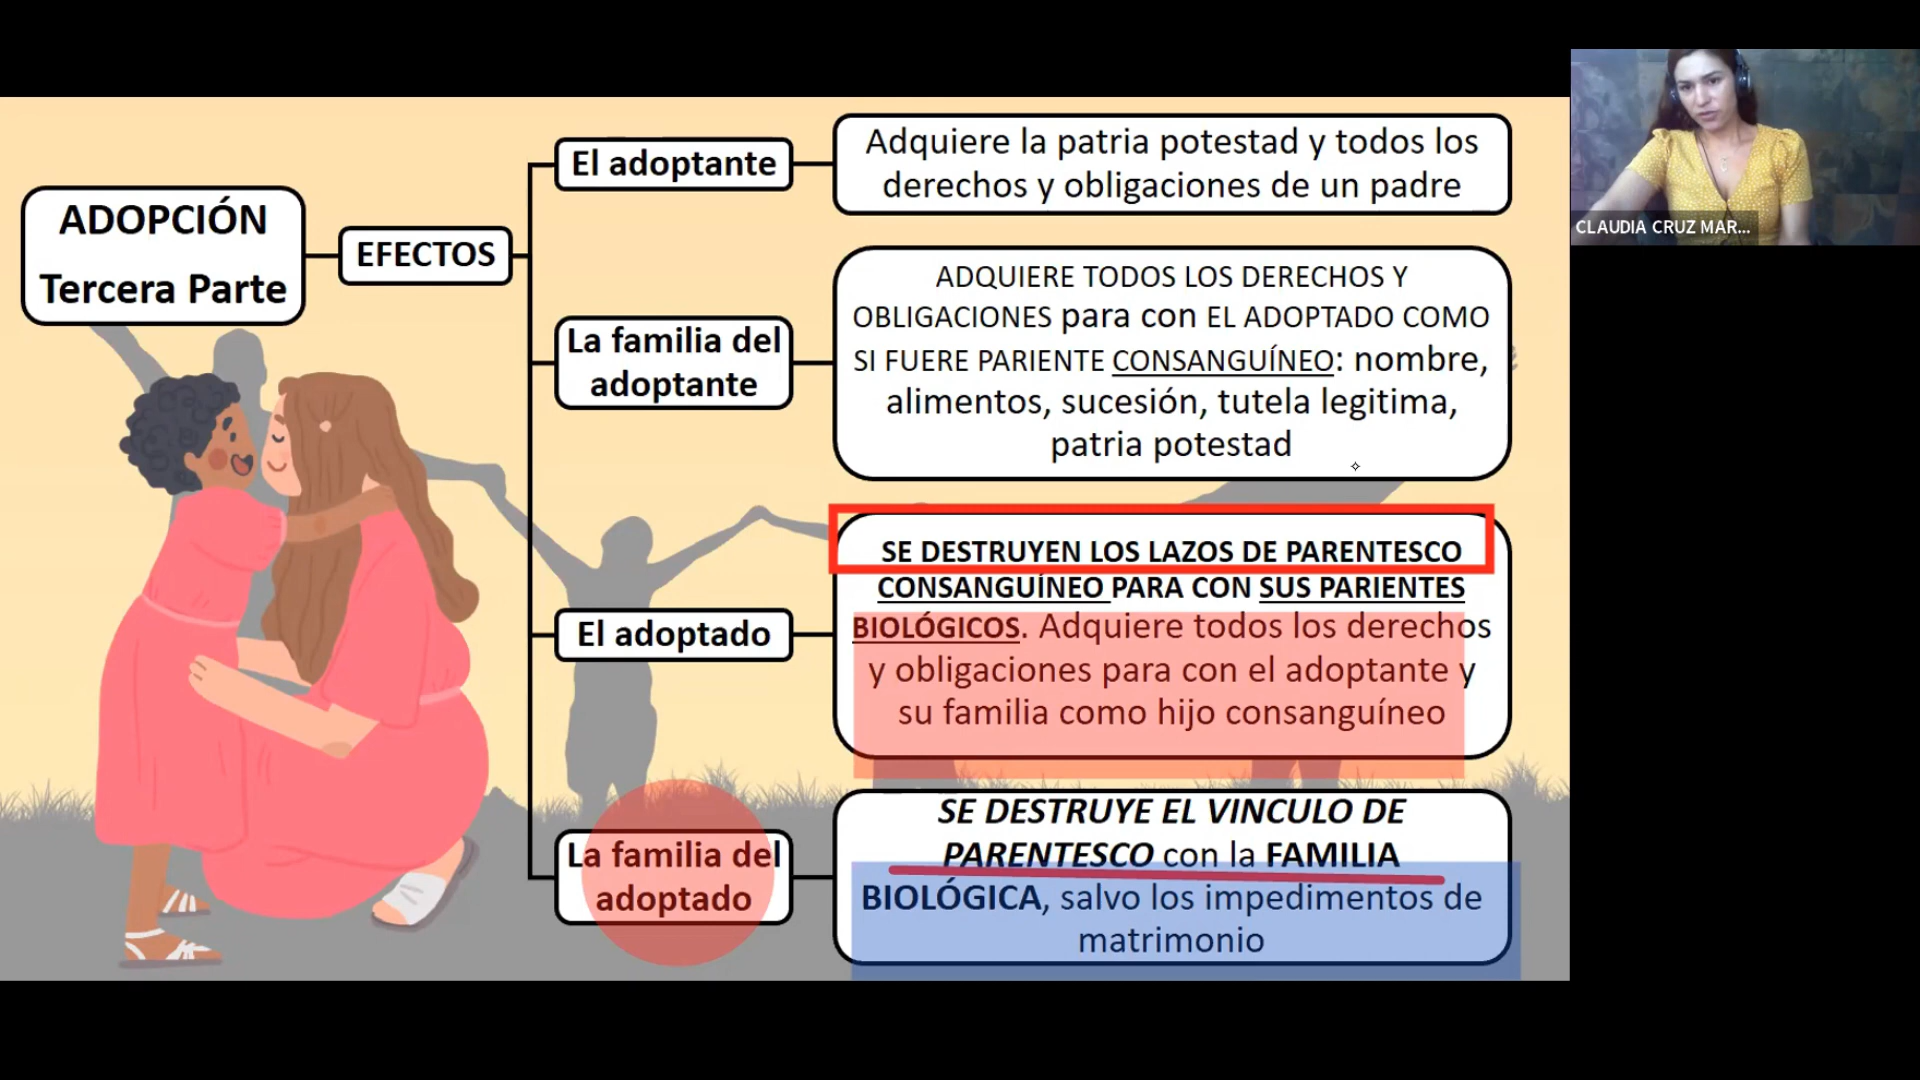 ADOPCIÓN
Tercera Parte
EFECTOS
El adoptante
Adquiere la patria potestad y todos los
derechos y obligaciones de un padre
La familia del
adoptante
ADQUIERE TODOS LOS DERECHOS Y
OBLIGACIONES para con EL ADOPTADO COMO
SI FUERE PARIENTE CONSANGUÍNEO: nombre,
alimentos, sucesión, tutela legitima,
patria potestad
El adoptado
SE DESTRUYEN LOS LAZOS DE PARENTESCO
CONSANGUÍNEO PARA CON SUS PARIENTES
BIOLÓGICOS. Adquiere todos los derechos
y obligaciones para con el adoptante y
su familia como hijo consanguíneo
La familia del
adoptado
SE DESTRUYE EL VINCULO DE
PARENTESCO con la FAMILIA
BIOLÓGICA, salvo los impedimentos de
matrimonio
CLAUDIA CRUZ MAR...